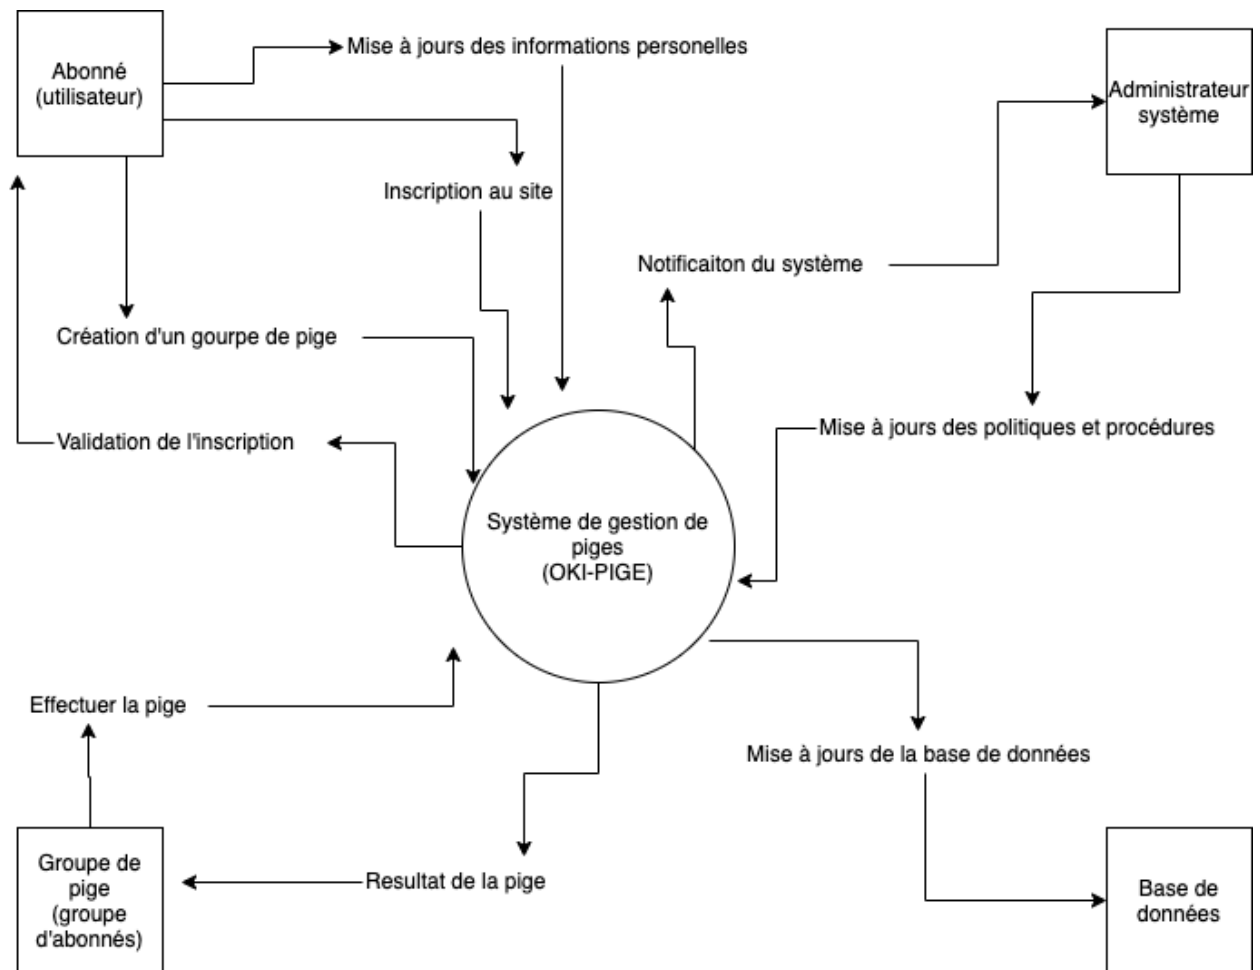 Abonné
(utilisateur)
Mise à jours des informations personelles
Administrateur
système
Inscription au site
Notificaiton du système
Création d'un gourpe de pige
Validation de l'inscription
Mise à jours des politiques et procédures
Système de gestion de
piges
(OKI-PIGE)
Effectuer la pige
Mise à jours de la base de données
Groupe de
pige
(groupe
d'abonnés)
Resultat de la pige
Base de
données